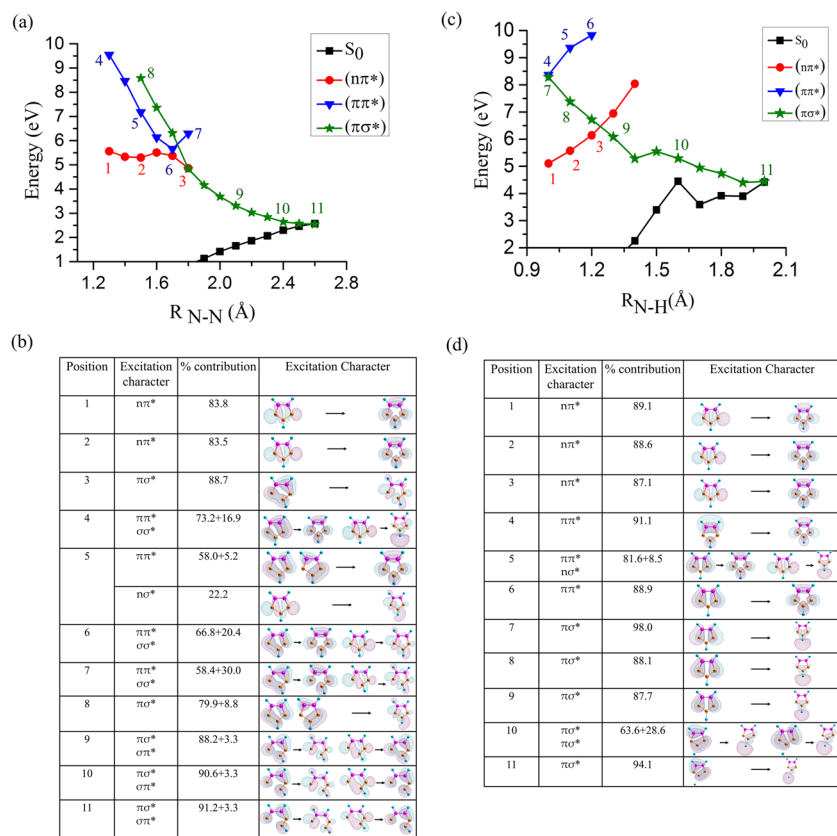 (a)
10
9
8
7
6
5
4
3
2
1
Energy (eV)
1.2 1.6 2.0 2.4 2.8
R N-N (Å)
S0
(nπ*)
(ππ*)
(πσ*)
4
8
5
7
1 2 6 3
9
10
11
(c)
10
9
8
7
6
5
4
3
2
Energy (eV)
0.9 1.2 1.5 1.8 2.1
RN-H(Å)
S0
(nπ*)
(ππ*)
(πσ*)
6
5
4
7
8
9
10
11
1
2
3
(b)
Position Excitation character % contribution Excitation Character
1 nπ* 83.8
2 nπ* 83.5
3 πσ* 88.7
4 ππ* 73.2+16.9
σσ*
5 ππ* 58.0+5.2
nσ* 22.2
6 ππ* 66.8+20.4
σσ*
7 ππ* 58.4+30.0
σσ*
8 πσ* 79.9+8.8
9 πσ* 88.2+3.3
σπ*
10 πσ* 90.6+3.3
σπ*
11 πσ* 91.2+3.3
σπ*
(d)
Position Excitation character % contribution Excitation Character
1 nπ* 89.1
2 nπ* 88.6
3 nπ* 87.1
4 ππ* 91.1
5 ππ* 81.6+8.5
nσ*
6 ππ* 88.9
7 πσ* 98.0
8 πσ* 88.1
9 πσ* 87.7
10 πσ* 63.6+28.6
πσ*
11 πσ* 94.1